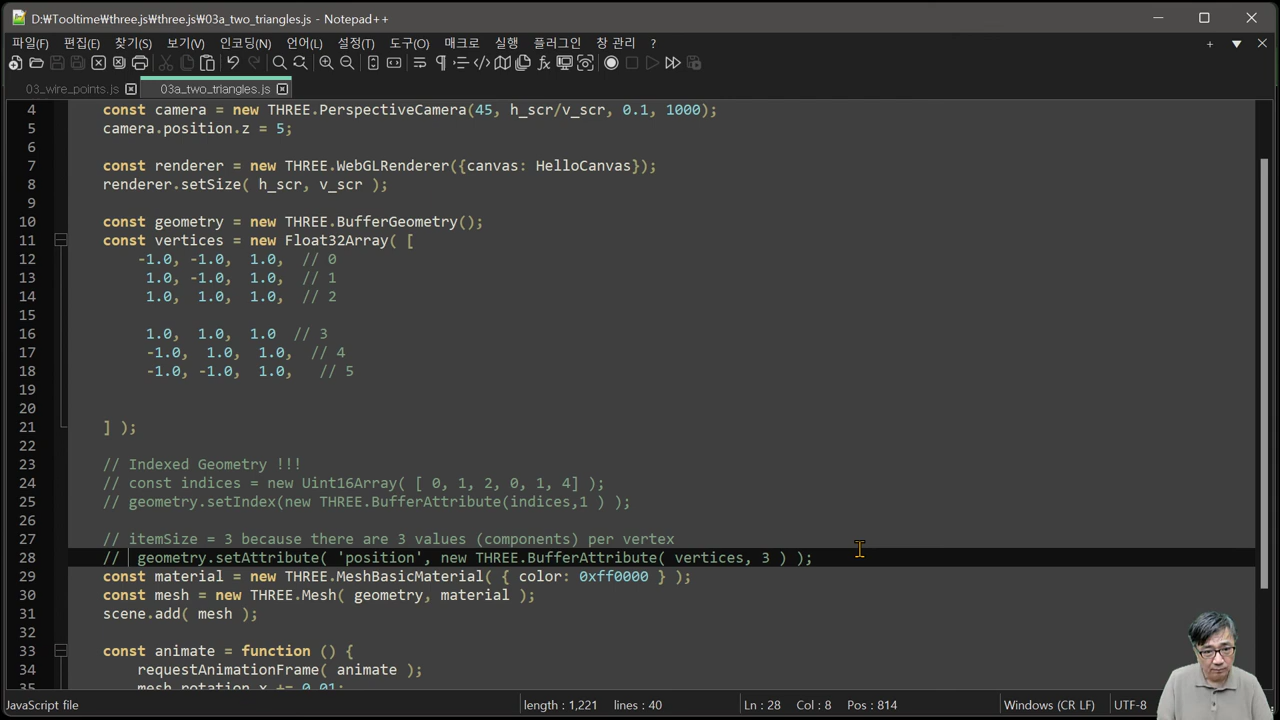 D:₩Tooltime₩three.js₩three.js₩03a_two_triangles.js - Notepad++
파일(F) 편집(E) 찾기(S) 보기(V) 인코딩(N) 언어(L) 설정(T) 도구(O) 매크로 실행 플러그인 창 관리 ?
03_wire_points.js 03a_two_triangles.js
4 const camera = new THREE.PerspectiveCamera(45, h_scr/v_scr, 0.1, 1000);
5 camera.position.z = 5;
6
7 const renderer = new THREE.WebGLRenderer({canvas: HelloCanvas});
8 renderer.setSize( h_scr, v_scr );
9
10 const geometry = new THREE.BufferGeometry();
11 const vertices = new Float32Array( [
12 -1.0, -1.0, 1.0, // 0
13 1.0, -1.0, 1.0, // 1
14 1.0, 1.0, 1.0, // 2
15
16 1.0, 1.0, 1.0 // 3
17 -1.0, 1.0, 1.0, // 4
18 -1.0, -1.0, 1.0, // 5
19
20
21 ] );
22
23 // Indexed Geometry !!!
24 // const indices = new Uint16Array( [ 0, 1, 2, 0, 1, 4] );
25 // geometry.setIndex(new THREE.BufferAttribute(indices,1 ) );
26
27 // itemSize = 3 because there are 3 values (components) per vertex
28 // geometry.setAttribute( 'position', new THREE.BufferAttribute( vertices, 3 ) );
29 const material = new THREE.MeshBasicMaterial( { color: 0xff0000 } );
30 const mesh = new THREE.Mesh( geometry, material );
31 scene.add( mesh );
32
33 const animate = function () {
34 requestAnimationFrame( animate );
35 mesh.rotation.x += 0.01;
JavaScript file length : 1,221 lines : 40 Ln : 28 Col : 8 Pos : 814 Windows (CR LF) UTF-8